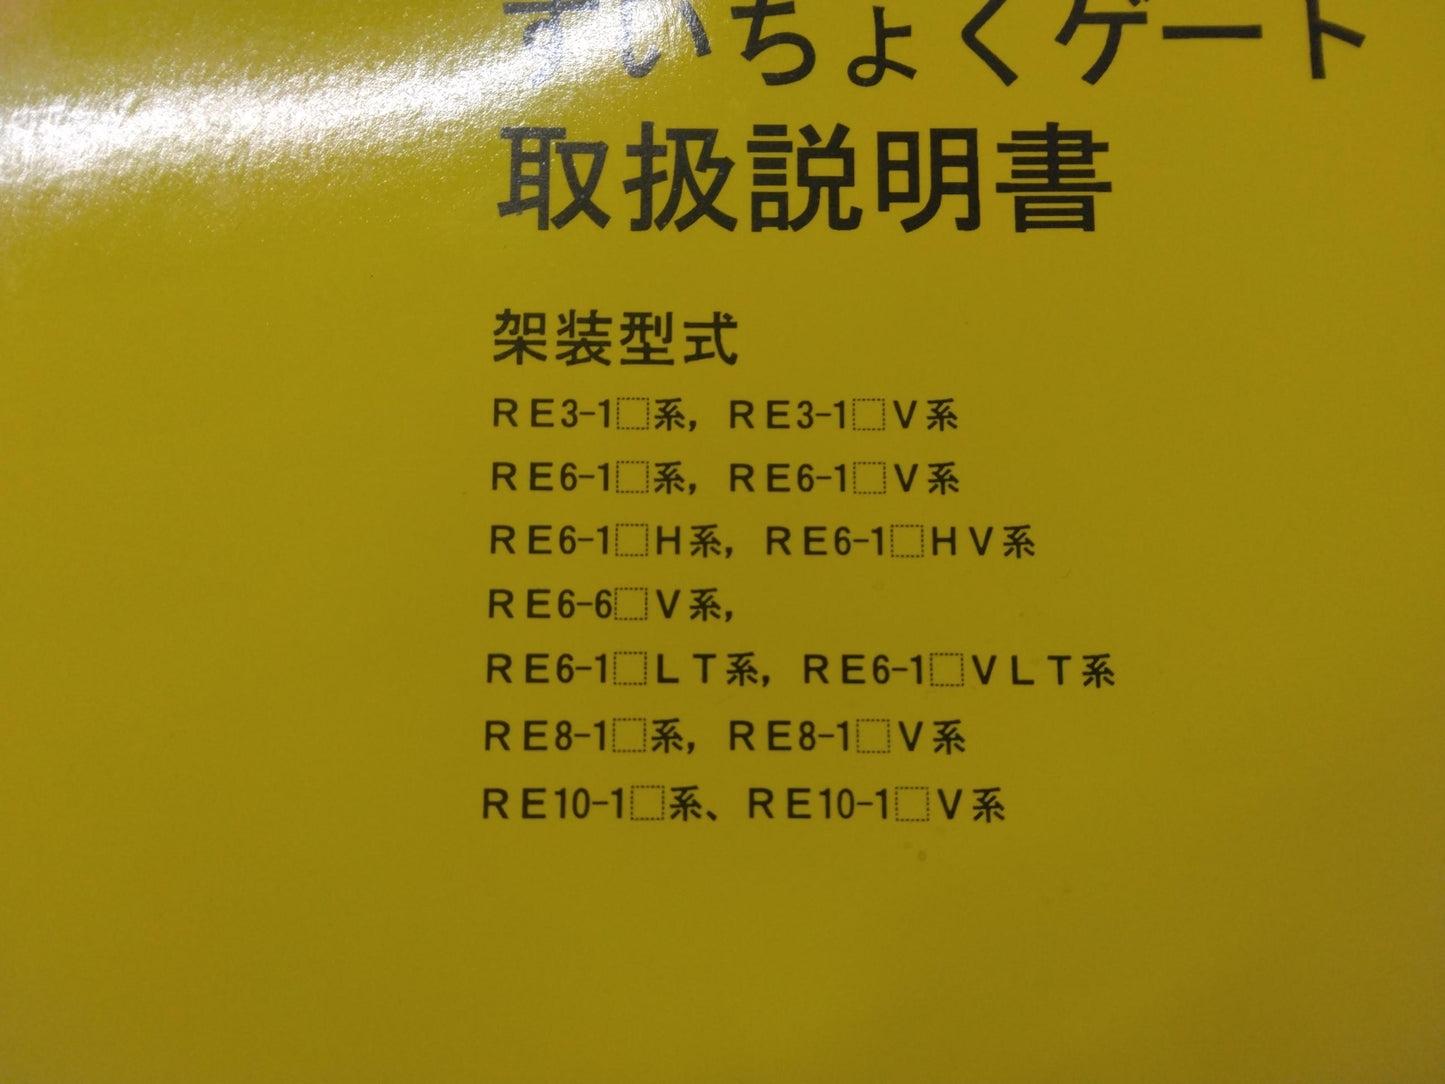 すいちょくゲート
取扱説明書
架装型式
RE3-1□系, RE3-1□V系
RE6-1□系, RE6-1□V系
RE6-1□H系, RE6-1□HV系
RE6-6□V系,
RE6-1□LT系, RE6-1□VLT系
RE8-1□系, RE8-1□V系
RE10-1□系、RE10-1□V系